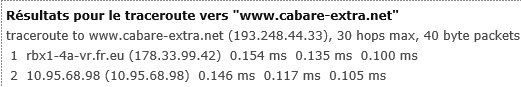 Résultats pour le traceroute vers "www.cabare-extra.net"
traceroute to www.cabare-extra.net (193.248.44.33), 30 hops max, 40 byte packets
1 rbx1-4a-vr.fr.eu (178.33.99.42) 0.154 ms 0.135 ms 0.100 ms
2 10.95.68.98 (10.95.68.98) 0.146 ms 0.117 ms 0.105 ms